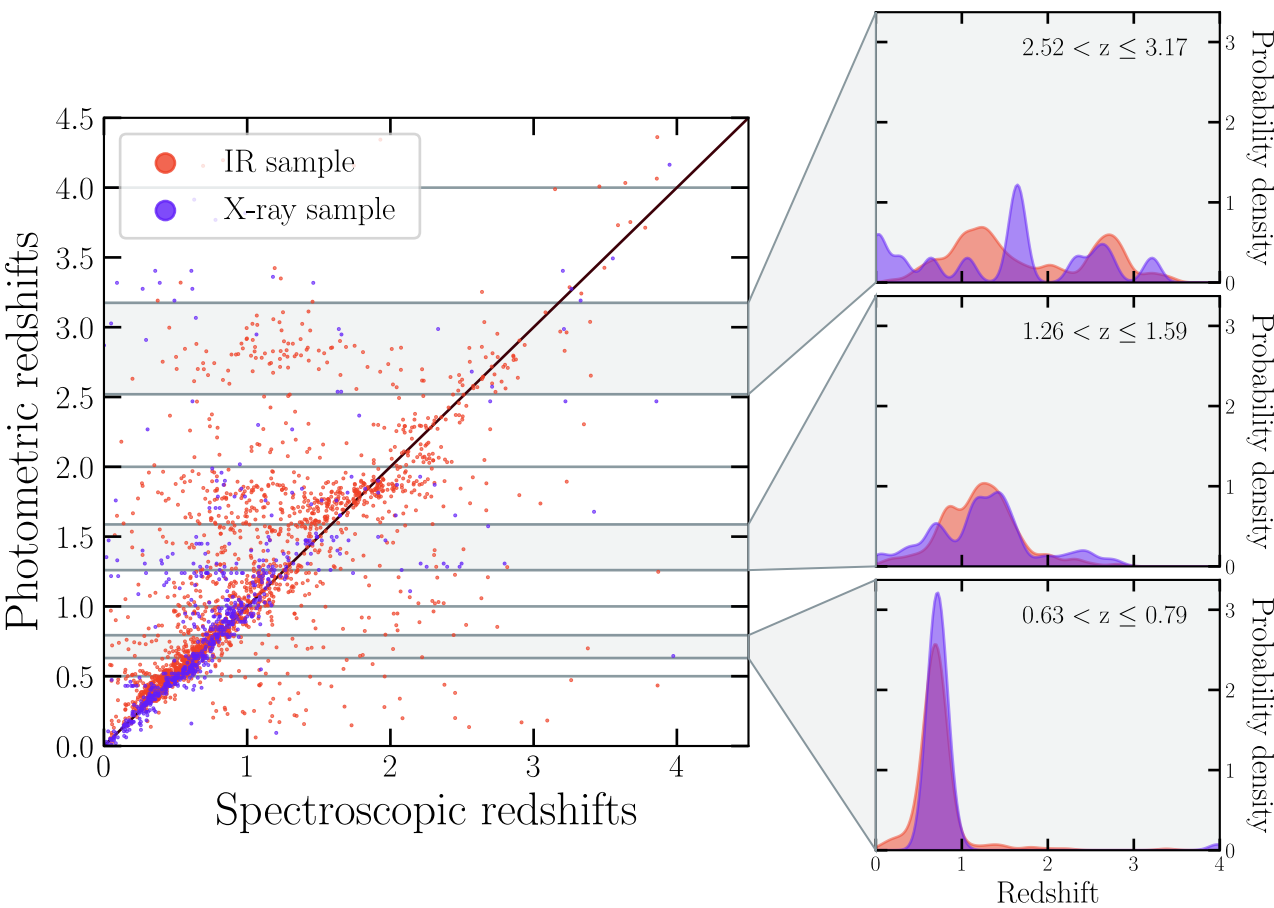 Photometric redshifts
4.5
4.0
3.5
3.0
2.5
2.0
1.5
1.0
0.5
0.0
IR sample
X-ray sample
0
1
2
3
4
Spectroscopic redshifts
2.52 < z ≤ 3.17
3
2
1
0
Probability density
1.26 < z ≤ 1.59
3
2
1
0
Probability density
0.63 < z ≤ 0.79
3
2
1
0
Probability density
0
1
2
3
4
Redshift